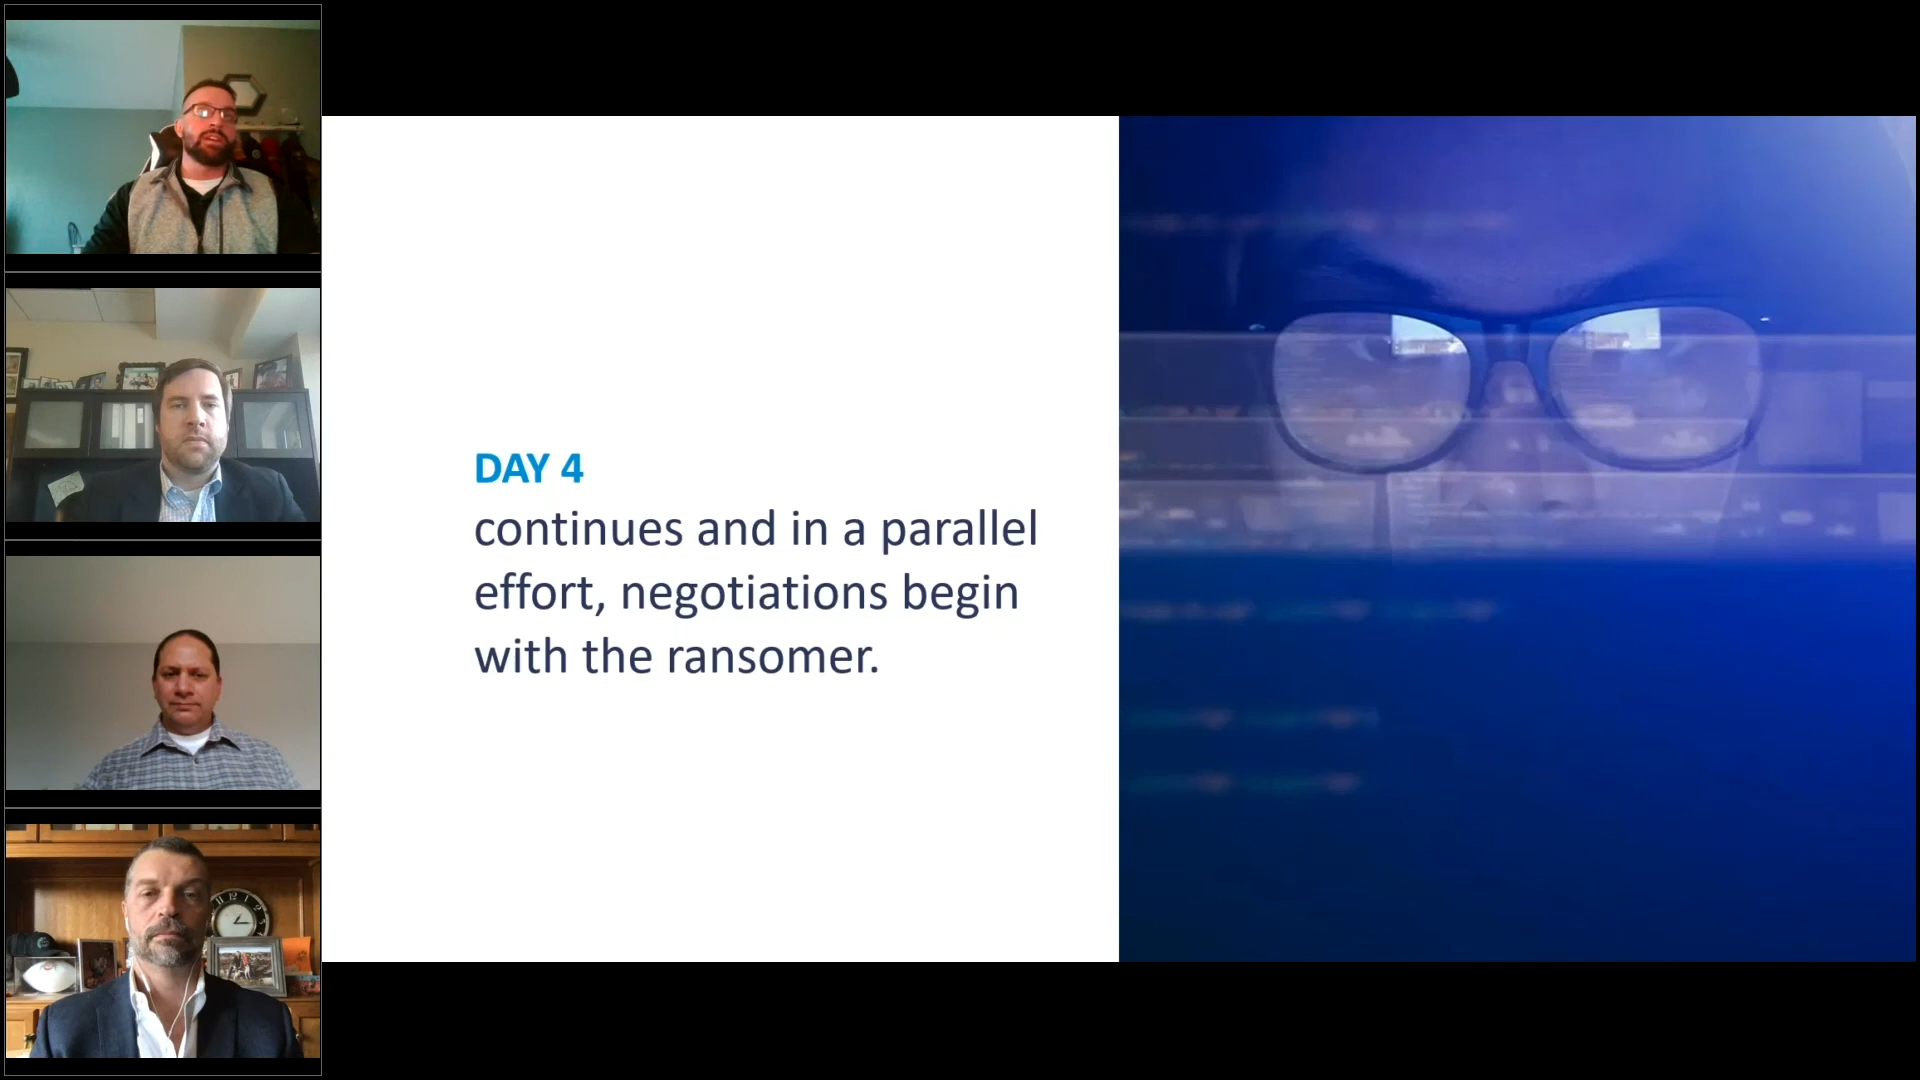 DAY 4
continues and in a parallel
effort, negotiations begin
with the ransomer.